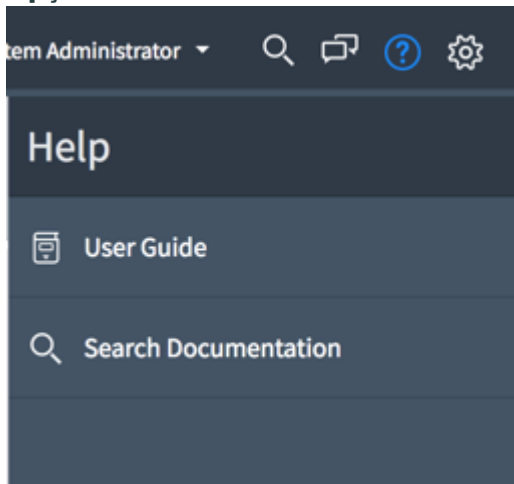 tem Administrator
Help
User Guide
Search Documentation